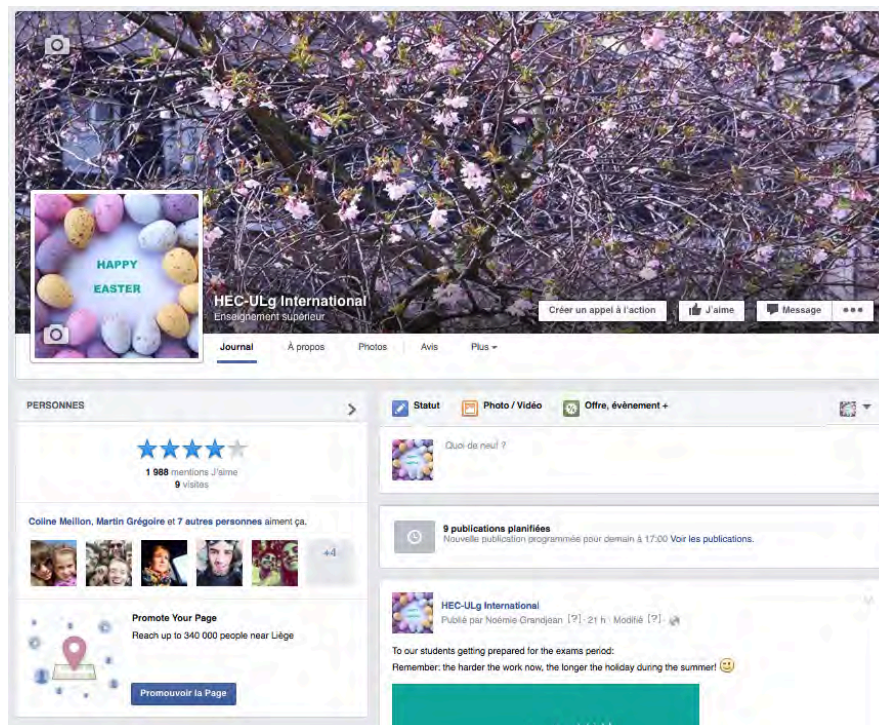 HAPPY
EASTER
HEC-ULg International
Enseignement supérieur
Créer un appel à l'action
J'aime
Message
Journal
À propos
Photos
Avis
Plus
PERSONNES
1 988 mentions J'aime
9 visites
Coline Meillon, Martin Grégoire et 7 autres personnes aiment ça.
+4
Promote Your Page
Reach up to 340 000 people near Liège
Promouvoir la Page
Statut
Photo / Vidéo
Offre, évènement +
Quoi de neuf ?
9 publications planifiées
Nouvelle publication programmée pour demain à 17:00 Voir les publications.
HEC-ULg International
Publié par Noémie Grandjean [?] · 21 h · Modifié [?] ·
To our students getting prepared for the exams period:
Remember: the harder the work now, the longer the holiday during the summer!